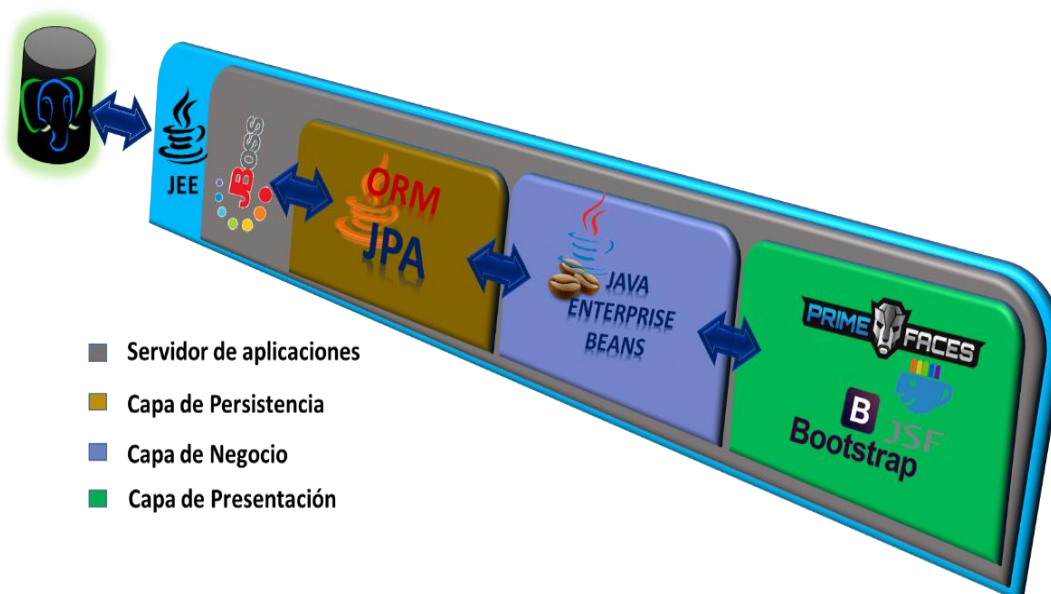 JEE
JBoss
ORM
JPA
JAVA
ENTERPRISE
BEANS
PRIME FACES
B
JSF
Bootstrap
Servidor de aplicaciones
Capa de Persistencia
Capa de Negocio
Capa de Presentación